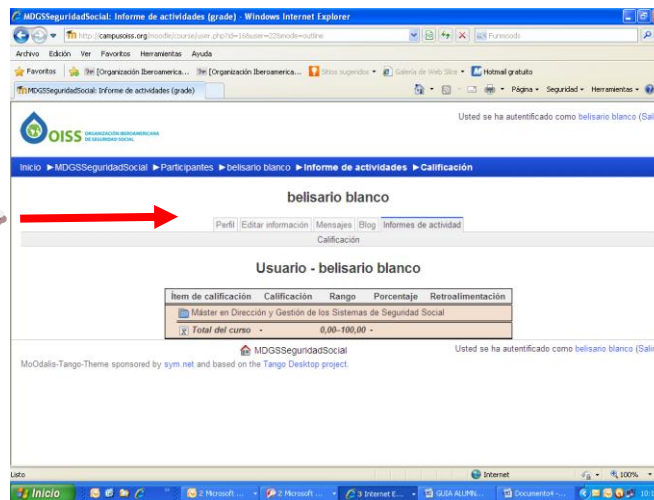 MDGSSeguridadSocial: Informe de actividades (grade) - Windows Internet Explorer
http://campusoiss.org/moodle/course/user.php?id=16&user=22&mode=outline
Funmoods
Archivo Edición Ver Favoritos Herramientas Ayuda
Favoritos [Organización Iberoamerica... [Organización Iberoamerica... Sitios sugeridos Galería de Web Slice Hotmail gratuito
MDGSSeguridadSocial: Informe de actividades (grade) Página Seguridad Herramientas
Usted se ha autentificado como belisario blanco (Sali
OISS ORGANIZACIÓN IBEROAMERICANA
DE SEGURIDAD SOCIAL
Inicio ►MDGSSeguridadSocial ►Participantes ►belisario blanco ►Informe de actividades ►Calificación
belisario blanco
Perfil Editar información Mensajes Blog Informes de actividad
Calificación
Usuario - belisario blanco
Ítem de calificación Calificación Rango Porcentaje Retroalimentación
Máster en Dirección y Gestión de los Sistemas de Seguridad Social
Total del curso - 0,00-100,00 -
MDGSSeguridadSocial
Usted se ha autentificado como belisario blanco (Sali
MoOdalis-Tango-Theme sponsored by sym.net and based on the Tango Desktop project.
Listo Internet 100%
Inicio 2 Microsoft ... 2 Microsoft ... 3 Internet E... GUIA ALUMN... Documento4 -...